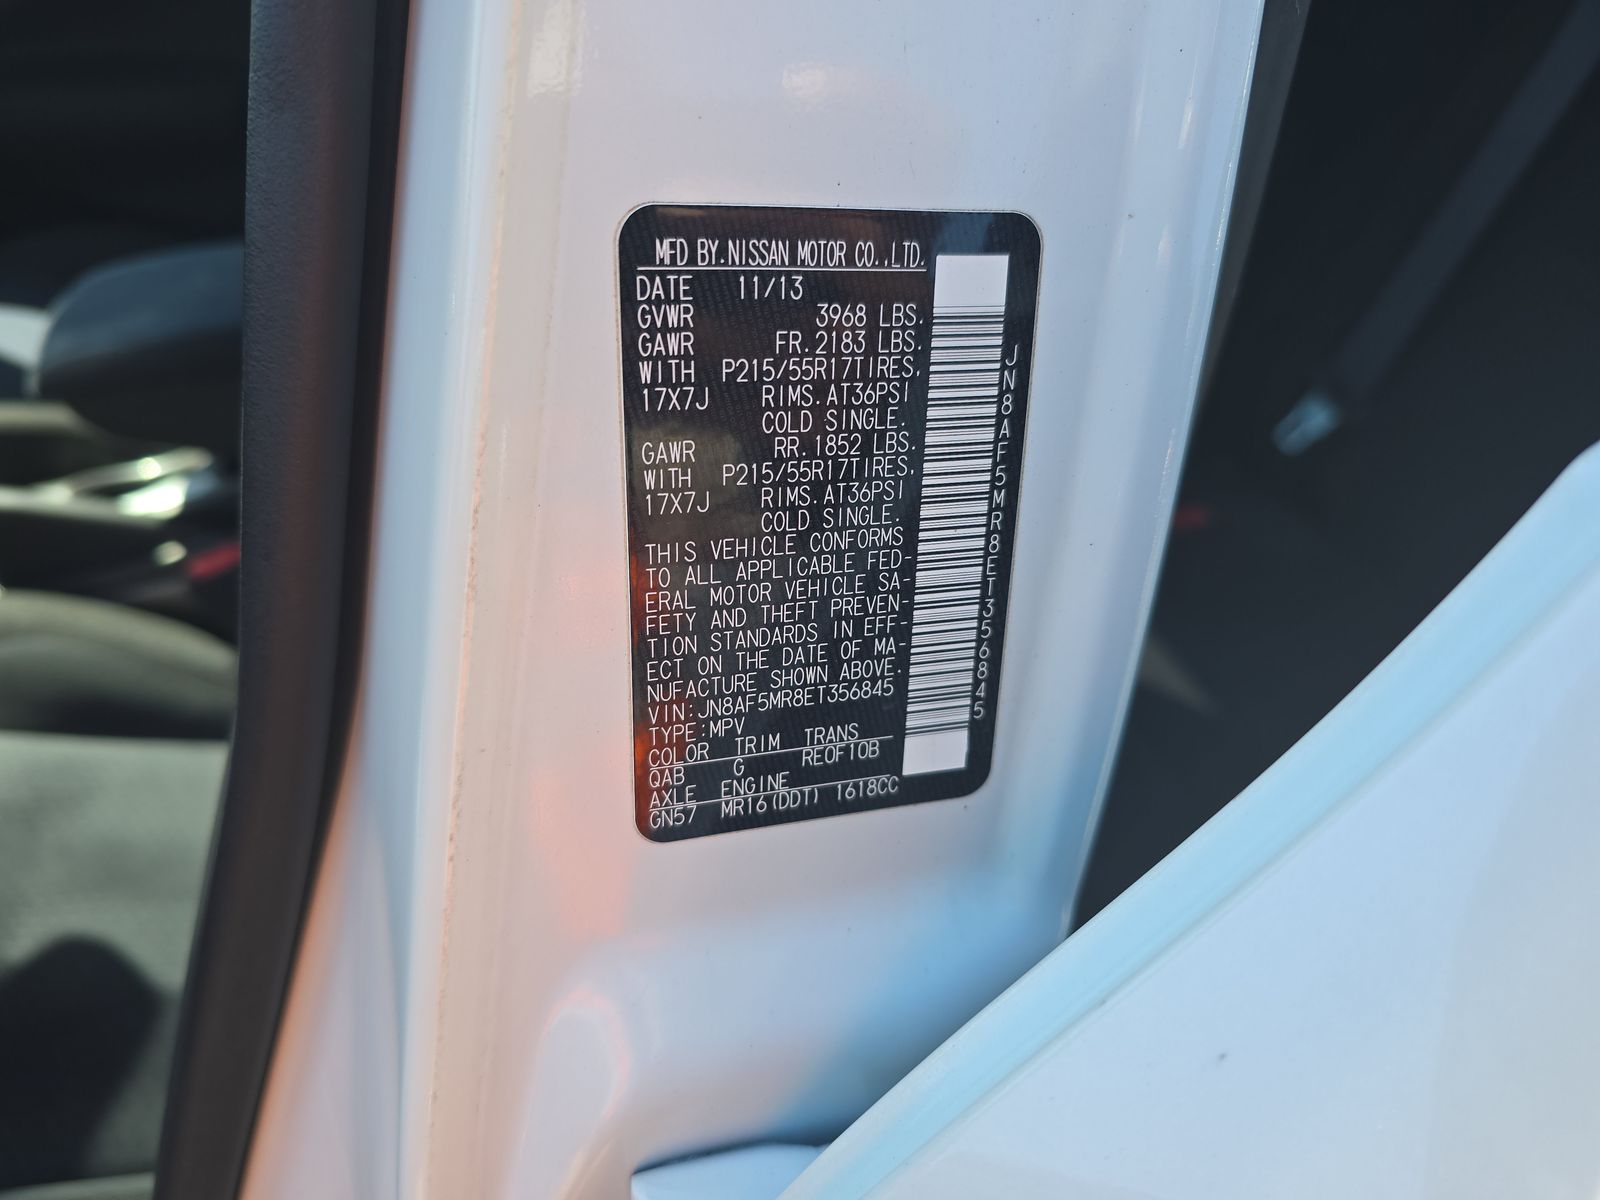 MFD BY.NISSAN MOTOR CO.,LTD.
DATE 11/13
GVWR 3968 LBS.
GAWR FR.2183 LBS.
WITH P215/55R17TIRES,
17X7J RIMS.AT36PSI
COLD SINGLE.
GAWR RR.1852 LBS.
WITH P215/55R17TIRES,
17X7J RIMS.AT36PSI
COLD SINGLE.
THIS VEHICLE CONFORMS
TO ALL APPLICABLE FED-
ERAL MOTOR VEHICLE SA-
FETY AND THEFT PREVEN-
TION STANDARDS IN EFF-
ECT ON THE DATE OF MA-
NUFACTURE SHOWN ABOVE.
VIN:JN8AF5MR8ET356845
TYPE:MPV
COLOR TRIM TRANS
QAB G RE0F10B
AXLE ENGINE
GN57 MR16(DDT) 1618CC
JN8AF5MR8ET356845